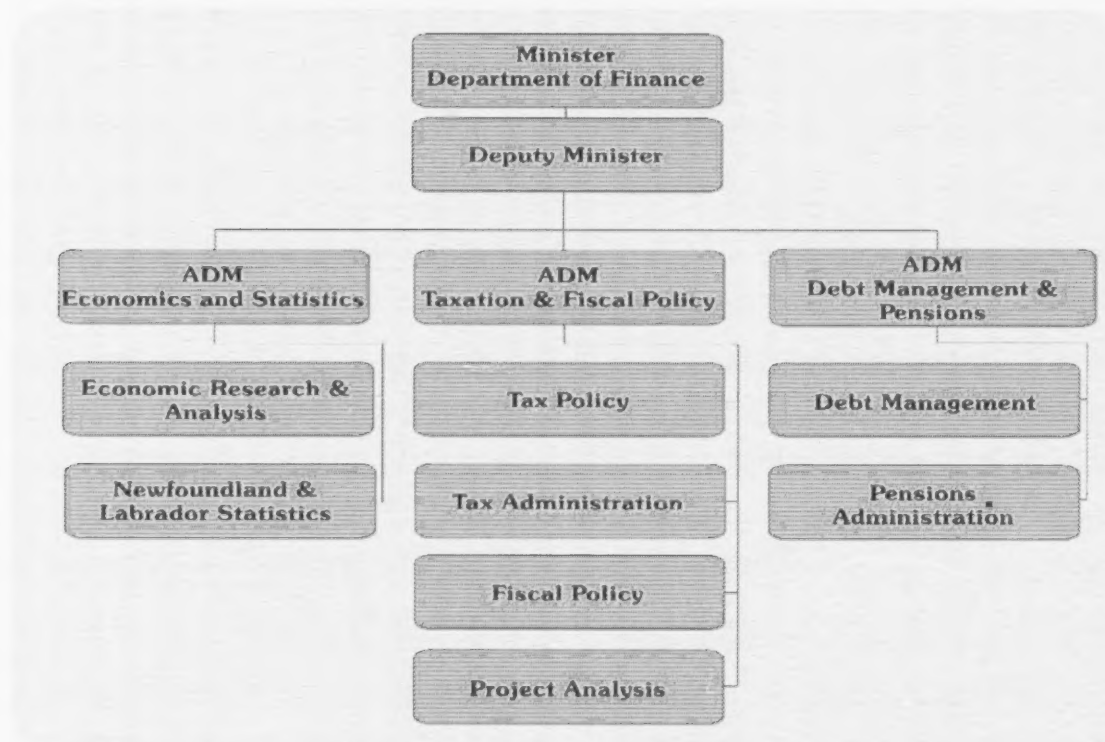 Minister
Department of Finance
Deputy Minister
ADM
Economics and Statistics
ADM
Taxation & Fiscal Policy
ADM
Debt Management &
Pensions
Economic Research &
Analysis
Newfoundland &
Labrador Statistics
Tax Policy
Tax Administration
Fiscal Policy
Project Analysis
Debt Management
Pensions
Administration